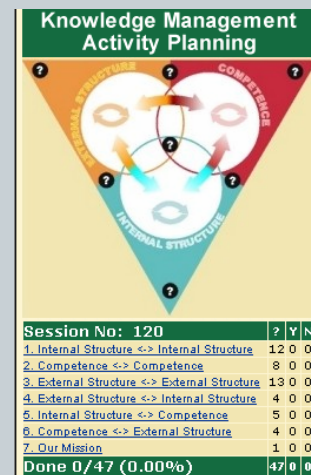 Knowledge Management
Activity Planning
? ? ?
EXTERNAL STRUCTURE
COMPETENCE
?
? ?
INTERNAL STRUCTURE
?
Session No: 120 ? Y N
1. Internal Structure <-> Internal Structure 12 0 0
2. Competence <-> Competence 8 0 0
3. External Structure <-> External Structure 13 0 0
4. External Structure <-> Internal Structure 4 0 0
5. Internal Structure <-> Competence 5 0 0
6. Competence <-> External Structure 4 0 0
7. Our Mission 1 0 0
Done 0/47 (0.00%) 47 0 0